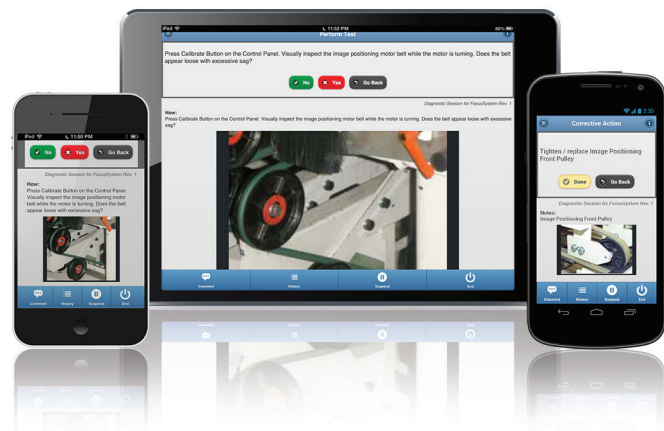 iPod
11:50 PM
No
Yes
Go Back
Diagnostic Session for FocusSystem Rev. 1
How:
Press Calibrate Button on the Control Panel.
Visually inspect the image positioning motor
belt while the motor is turning. Does the belt
appear loose with excessive sag?
Comment
History
Suspend
End
iPad
11:52 PM
88%
Perform Test
Press Calibrate Button on the Control Panel. Visually inspect the image positioning motor belt while the motor is turning. Does the belt
appear loose with excessive sag?
No
Yes
Go Back
Diagnostic Session for FocusSystem Rev. 1
How:
Press Calibrate Button on the Control Panel. Visually inspect the image positioning motor belt while the motor is turning. Does the belt appear loose with excessive
sag?
Comment
History
Suspend
End
2:30
Corrective Action
Tighten / replace Image Positioning
Front Pulley
Done
Go Back
Diagnostic Session for FocusSystem Rev. 1
Notes:
Image Positioning Front Pulley
Comment
History
Suspend
End